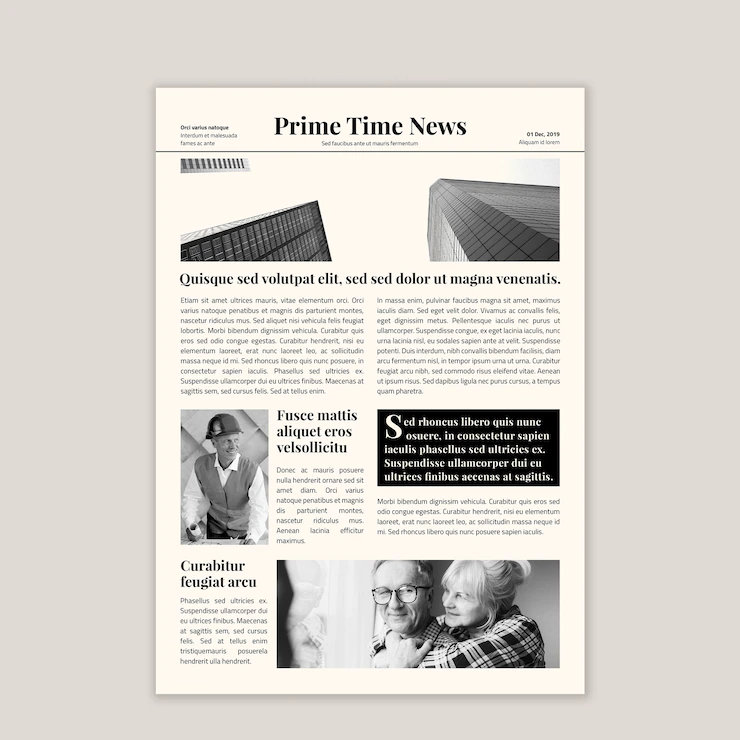 Orci varius natoque
Interdum et malesuada
fames ac ante
Prime Time News
Sed faucibus ante ut mauris fermentum
01 Dec, 2019
Aliquam id lorem
Quisque sed volutpat elit, sed sed dolor ut magna venenatis.
Etiam sit amet ultrices mauris, vitae elementum orci. Orci
varius natoque penatibus et magnis dis parturient montes,
nascetur ridiculus mus. Sed aliquet nisi vehicula felis feugiat
lobortis. Morbi bibendum dignissim vehicula. Curabitur quis
eros sed odio congue egestas. Curabitur hendrerit, nisi eu
elementum laoreet, erat nunc laoreet leo, ac sollicitudin
massa neque id mi. Sed rhoncus libero quis nunc posuere, in
consectetur sapien iaculis. Phasellus sed ultricies ex.
Suspendisse ullamcorper dui eu ultrices finibus. Maecenas at
sagittis sem, sed cursus felis. Sed at tellus enim.
In massa enim, pulvinar faucibus magna sit amet, maximus
iaculis diam. Sed eget velit dolor. Vivamus ac convallis felis,
eget dignissim metus. Pellentesque iaculis nec purus ut
ullamcorper. Suspendisse congue, ex eget lacinia iaculis, nunc
urna lacinia nisl, eu sodales sapien ante at velit. Suspendisse
potenti. Duis interdum, nibh convallis bibendum facilisis, diam
arcu fermentum nisl, in tempor ipsum urna ut urna. Curabitur
feugiat arcu nibh, sed commodo risus eleifend vitae. Aenean
ut ipsum risus. Sed dapibus ligula nec purus cursus, a tempus
quam pharetra.
Fusce mattis
aliquet eros
velsollicitu
Donec ac mauris posuere
nulla hendrerit ornare sed sit
amet diam. Orci varius
natoque penatibus et magnis
dis parturient montes,
nascetur ridiculus mus.
Aenean lacinia efficitur
maximus.
Sed rhoncus libero quis nunc
osuere, in consectetur sapien
iaculis phasellus sed ultricies ex.
Suspendisse ullamcorper dui eu
ultrices finibus aecenas at sagittis.
Morbi bibendum dignissim vehicula. Curabitur quis eros sed
odio congue egestas. Curabitur hendrerit, nisi eu elementum
laoreet, erat nunc laoreet leo, ac sollicitudin massa neque id
mi. Sed rhoncus libero quis nunc posuere sapien iaculis.
Curabitur
feugiat arcu
Phasellus sed ultricies ex.
Suspendisse ullamcorper dui
eu ultrices finibus. Maecenas
at sagittis sem, sed cursus
felis. Sed at tellus enim
tristiquemauris posuerela
hendrerit ulla hendrerit.